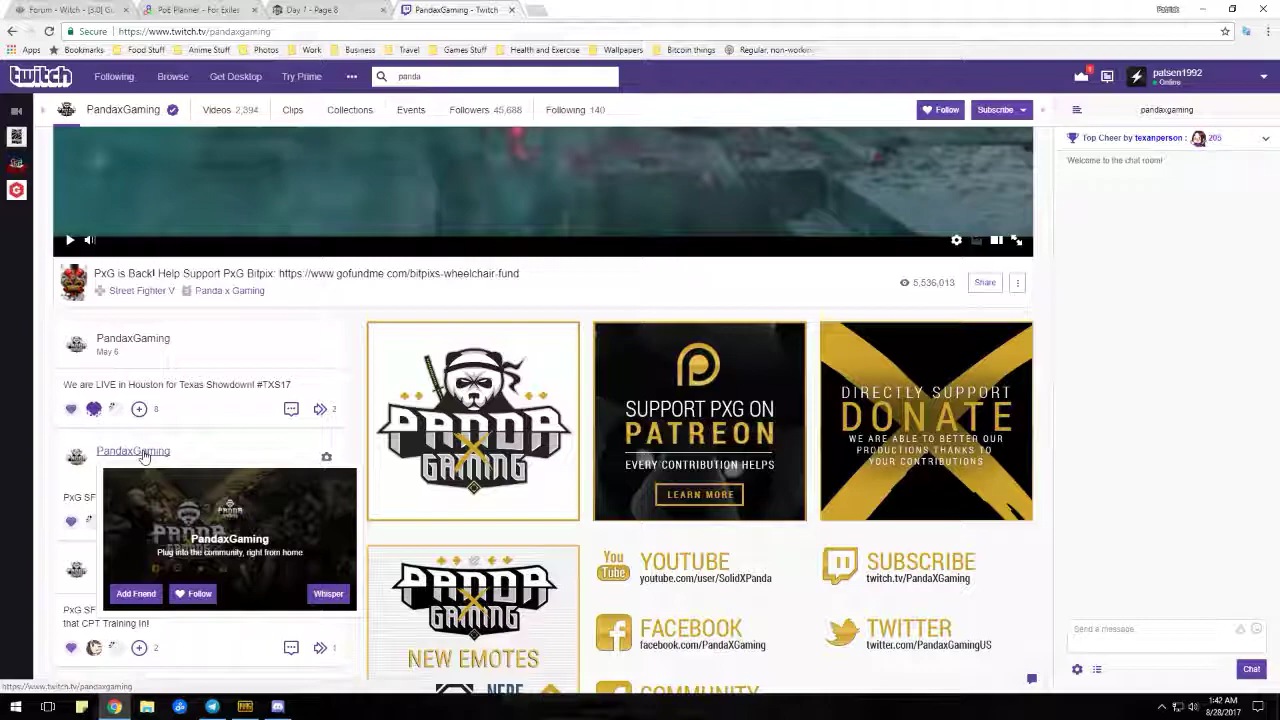 Forum - Witch - [3.0] G
PoE Planner - For Exiles
Day 1 - Page 8
PandaxGaming - Twitch
Secure
https://www.twitch.tv/pandaxgaming
Apps
Bookmarks
Food Stuff
Anime Stuff
Photos
Work
Business
Travel
Games Stuff
Health and Exercise
Wallpapers
Bitcoin things
Regular, non-workin
twitch
Following
Browse
Get Desktop
Try Prime
panda
patsen1992
Online
PandaxGaming
Videos 2,394
Clips
Collections
Events
Followers 45,688
Following 140
Follow
Subscribe
pandaxgaming
Top Cheer by texanperson : 205
Welcome to the chat room!
PxG is Back! Help Support PxG Bitpix: https://www.gofundme.com/bitpixs-wheelchair-fund
Street Fighter V
Panda x Gaming
5,536,013
Share
PandaxGaming
May 6
We are LIVE in Houston for Texas Showdown! #TXS17
8
2
PandaxGaming
PxG SF
PandaxGaming
Plug into the community, right from home
Add Friend
Follow
Whisper
PxG SF
that CPT Training In!
2
1
PANDA
X
GAMING
SUPPORT PXG ON
PATREON
EVERY CONTRIBUTION HELPS
LEARN MORE
DIRECTLY SUPPORT
DONATE
WE ARE ABLE TO BETTER OUR
PRODUCTIONS THANKS TO
YOUR CONTRIBUTIONS
PANDA
X
GAMING
NEW EMOTES
You
Tube
YOUTUBE
youtube.com/user/SolidXPanda
SUBSCRIBE
twitch.tv/PandaXGaming
FACEBOOK
facebook.com/PandaXGaming
TWITTER
twitter.com/PandaxGamingUS
COMMUNITY
Send a message
Chat
https://www.twitch.tv/pandaxgaming
1:42 AM
8/28/2017